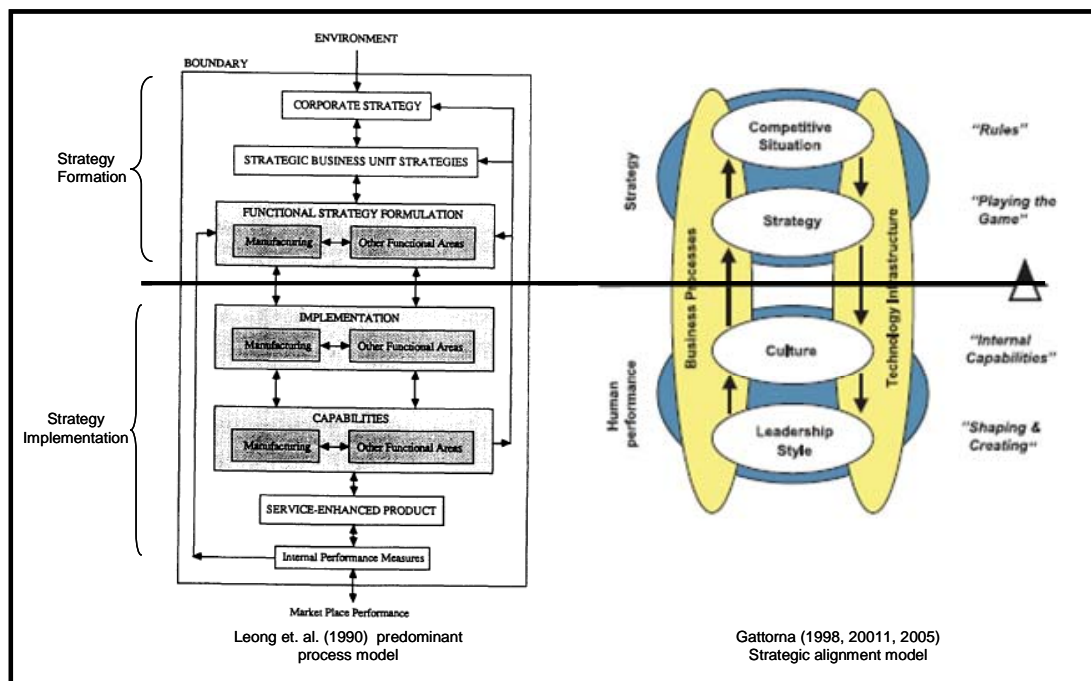 ENVIRONMENT
BOUNDARY
CORPORATE STRATEGY
STRATEGIC BUSINESS UNIT STRATEGIES
FUNCTIONAL STRATEGY FORMULATION
Manufacturing
Other Functional Areas
IMPLEMENTATION
Manufacturing
Other Functional Areas
CAPABILITIES
Manufacturing
Other Functional Areas
SERVICE-ENHANCED PRODUCT
Internal Performance Measures
Market Place Performance
Strategy
Formation
Strategy
Implementation
Leong et. al. (1990) predominant
process model
Strategy
Human
performance
Business Processes
Technology Infrastructure
Competitive
Situation
Strategy
Culture
Leadership
Style
"Rules"
"Playing the
Game"
"Internal
Capabilities"
"Shaping &
Creating"
Gattorna (1998, 20011, 2005)
Strategic alignment model